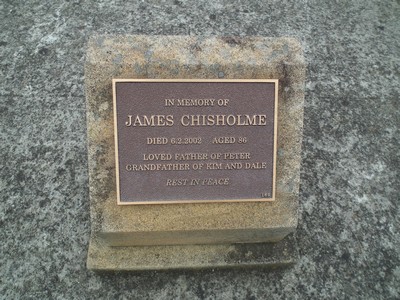 IN MEMORY OF
JAMES CHISHOLME
DIED 6.2.2002 AGED 86
LOVED FATHER OF PETER
GRANDFATHER OF KIM AND DALE
REST IN PEACE